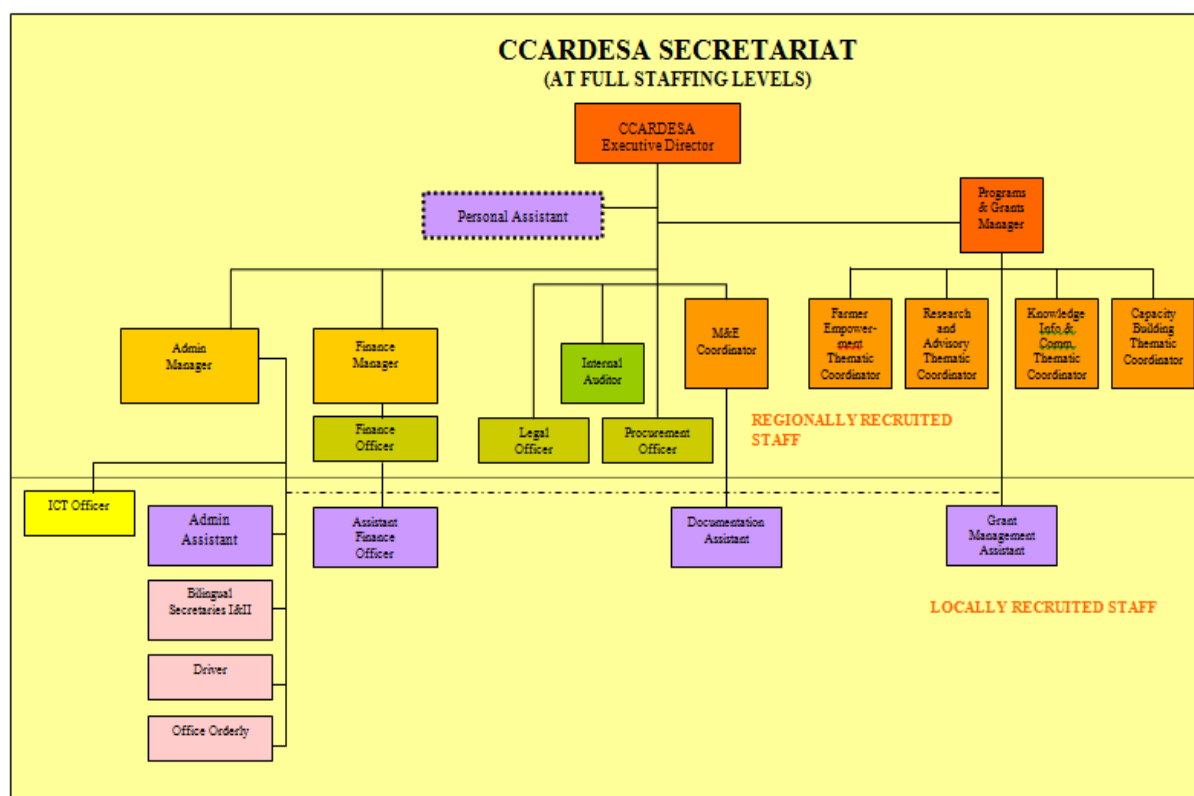 CCARDESA SECRETARIAT
(AT FULL STAFFING LEVELS)
CCARDESA
Executive Director
Personal Assistant
Programs
& Grants
Manager
Admin
Manager
Finance
Manager
Internal
Auditor
M&E
Coordinator
Farmer
Empower-
ment
Thematic
Coordinator
Research
and
Advisory
Thematic
Coordinator
Knowledge
Info & 
Comm.
Thematic
Coordinator
Capacity
Building
Thematic
Coordinator
Finance
Officer
Legal
Officer
Procurement
Officer
REGIONALLY RECRUITED
STAFF
ICT Officer
Admin
Assistant
Assistant
Finance
Officer
Documentation
Assistant
Grant
Management
Assistant
Bilingual
Secretaries I&II
LOCALLY RECRUITED STAFF
Driver
Office Orderly